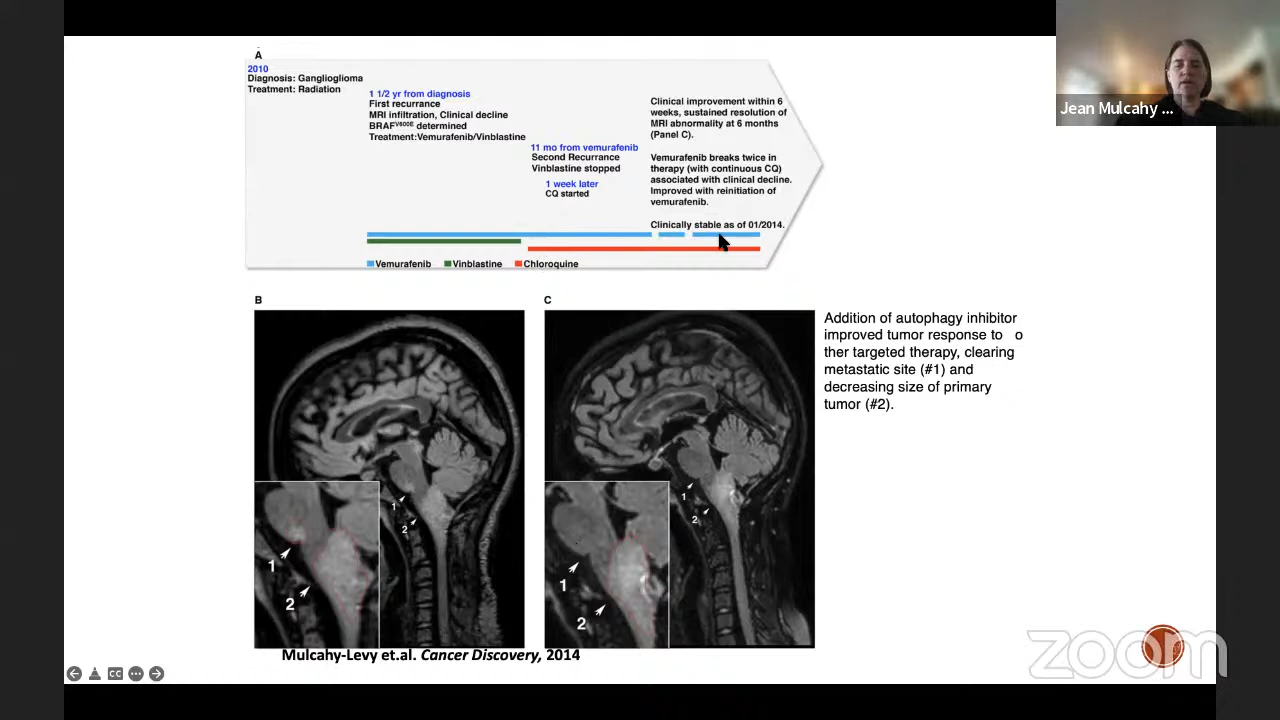 A
2010
Diagnosis: Ganglioglioma
Treatment: Radiation
1 1/2 yr from diagnosis
First recurrance
MRI infiltration, Clinical decline
BRAFV600E determined
Treatment:Vemurafenib/Vinblastine
11 mo from vemurafenib
Second Recurrance
Vinblastine stopped
1 week later
CQ started
Clinical improvement within 6
weeks, sustained resolution of
MRI abnormality at 6 months
(Panel C).
Vemurafenib breaks twice in
therapy (with continuous CQ)
associated with clinical decline.
Improved with reinitiation of
vemurafenib.
Clinically stable as of 01/2014.
Vemurafenib Vinblastine Chloroquine
Jean Mulcahy ...
B
1
2
1
2
C
1
2
1
2
Addition of autophagy inhibitor
improved tumor response to o
ther targeted therapy, clearing
metastatic site (#1) and
decreasing size of primary
tumor (#2).
Mulcahy-Levy et.al. Cancer Discovery, 2014
CC
zoom